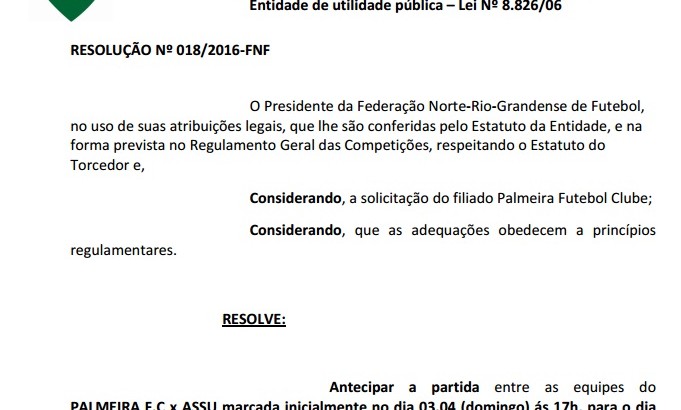 Entidade de utilidade pública – Lei Nº 8.826/06
RESOLUÇÃO Nº 018/2016-FNF
O Presidente da Federação Norte-Rio-Grandense de Futebol,
no uso de suas atribuições legais, que lhe são conferidas pelo Estatuto da Entidade, e na
forma prevista no Regulamento Geral das Competições, respeitando o Estatuto do
Torcedor e,
Considerando, a solicitação do filiado Palmeira Futebol Clube;
Considerando, que as adequações obedecem a princípios
regulamentares.
RESOLVE:
Antecipar a partida entre as equipes do
PALMEIRA F.C x ASSU marcada inicialmente no dia 03.04 (domingo) ás 17h, para o dia